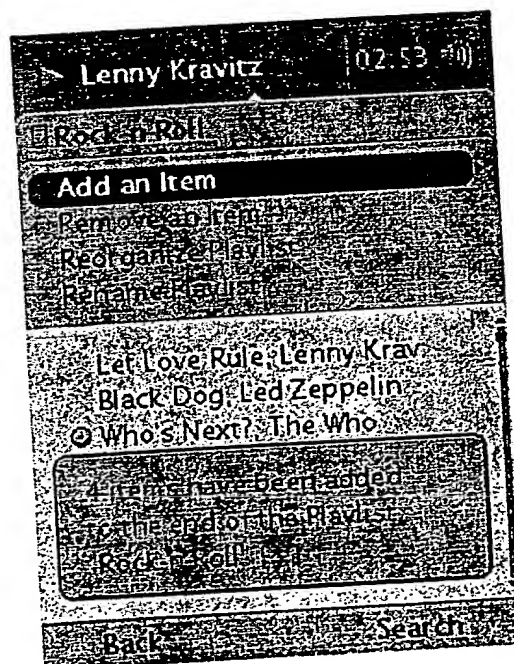 Lenny Kravitz 02:53
Rock-n-Roll
Add an Item
Remove an Item
Reorganize Playlist
Rename Playlist
Let Love Rule, Lenny Krav
Black Dog, Led Zeppelin
Who's Next?, The Who
4 items have been added
to the end of the Playlist
Rock-n-Roll
Back Search